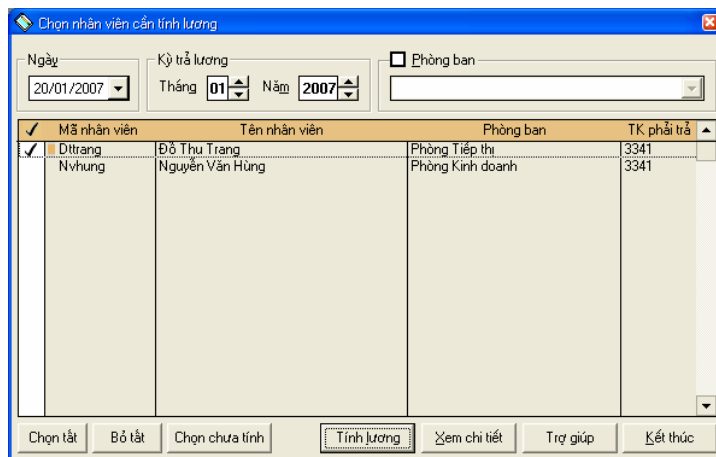 Chọn nhân viên cần tính lương
Ngày Kỳ trả lương Phòng ban
20/01/2007 Tháng 01 Năm 2007
Mã nhân viên Tên nhân viên Phòng ban TK phải trả
Dttrang Đỗ Thu Trang Phòng Tiếp thị 3341
Nvhung Nguyễn Văn Hùng Phòng Kinh doanh 3341
Chọn tất Bỏ tất Chọn chưa tính Tính lương Xem chi tiết Trợ giúp Kết thúc